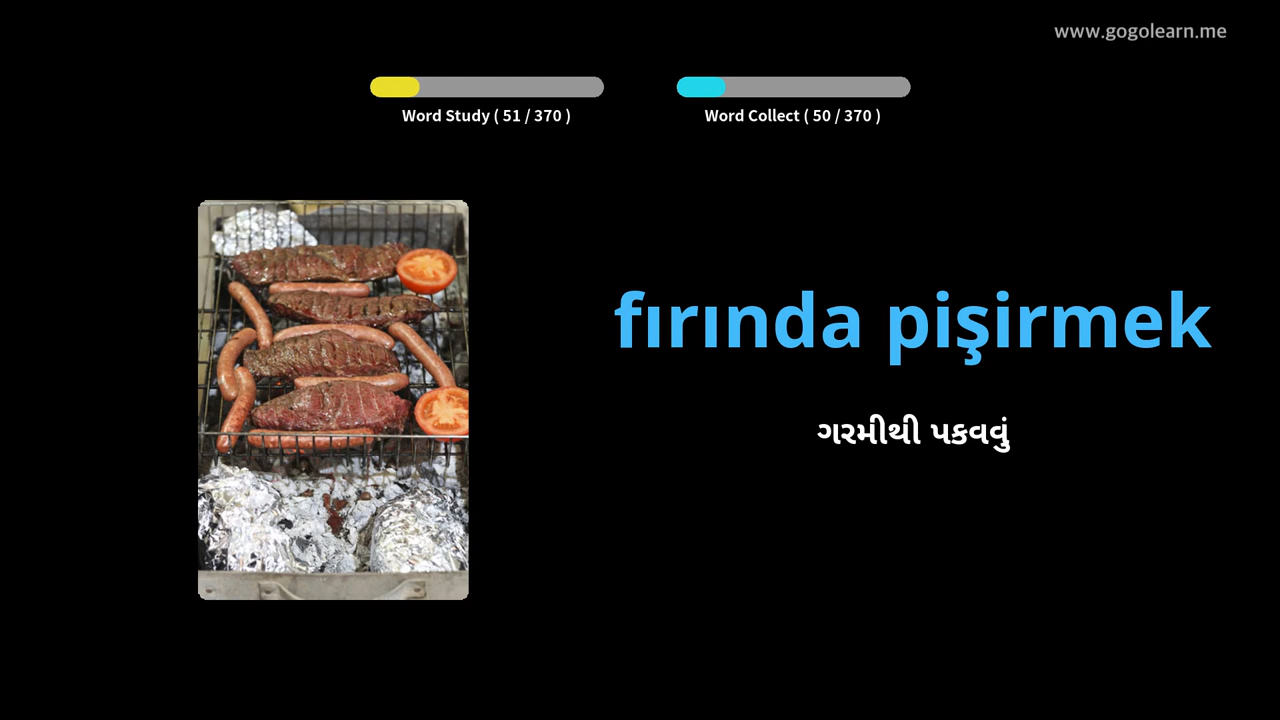 www.gogolearn.me
Word Study ( 51 / 370 )
Word Collect ( 50 / 370 )
fırında pişirmek
ગરમીથી પકવવું